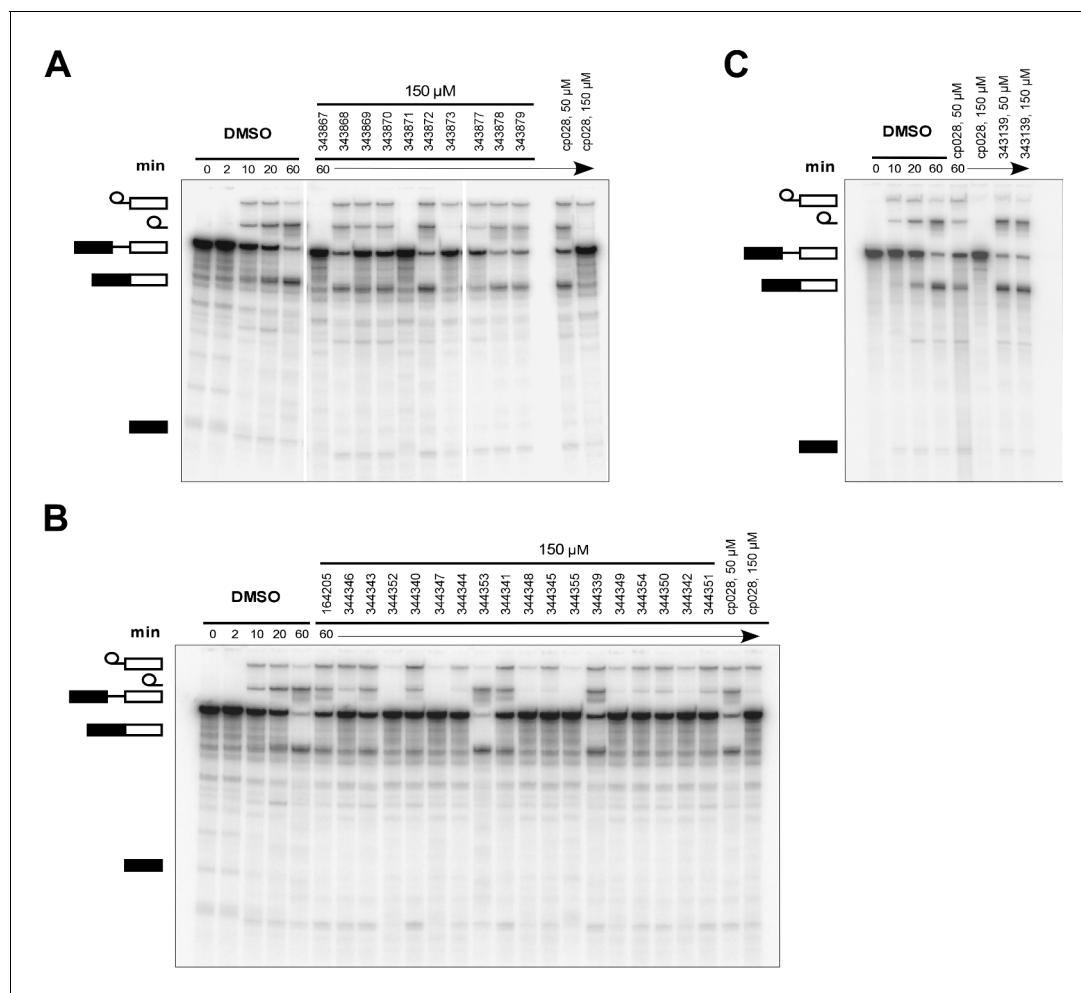 A
150 µM
DMSO
343867
343868
343869
343870
343871
343872
343873
343877
343878
343879
cp028, 50 µM
cp028, 150 µM
min
0 2 10 20 60 60
C
DMSO
cp028, 50 µM
cp028, 150 µM
343139, 50 µM
343139, 150 µM
min
0 10 20 60 60
B
150 µM
DMSO
164205
344346
344343
344352
344340
344347
344344
344353
344341
344348
344345
344355
344339
344349
344354
344350
344342
344351
cp028, 50 µM
cp028, 150 µM
min
0 2 10 20 60 60